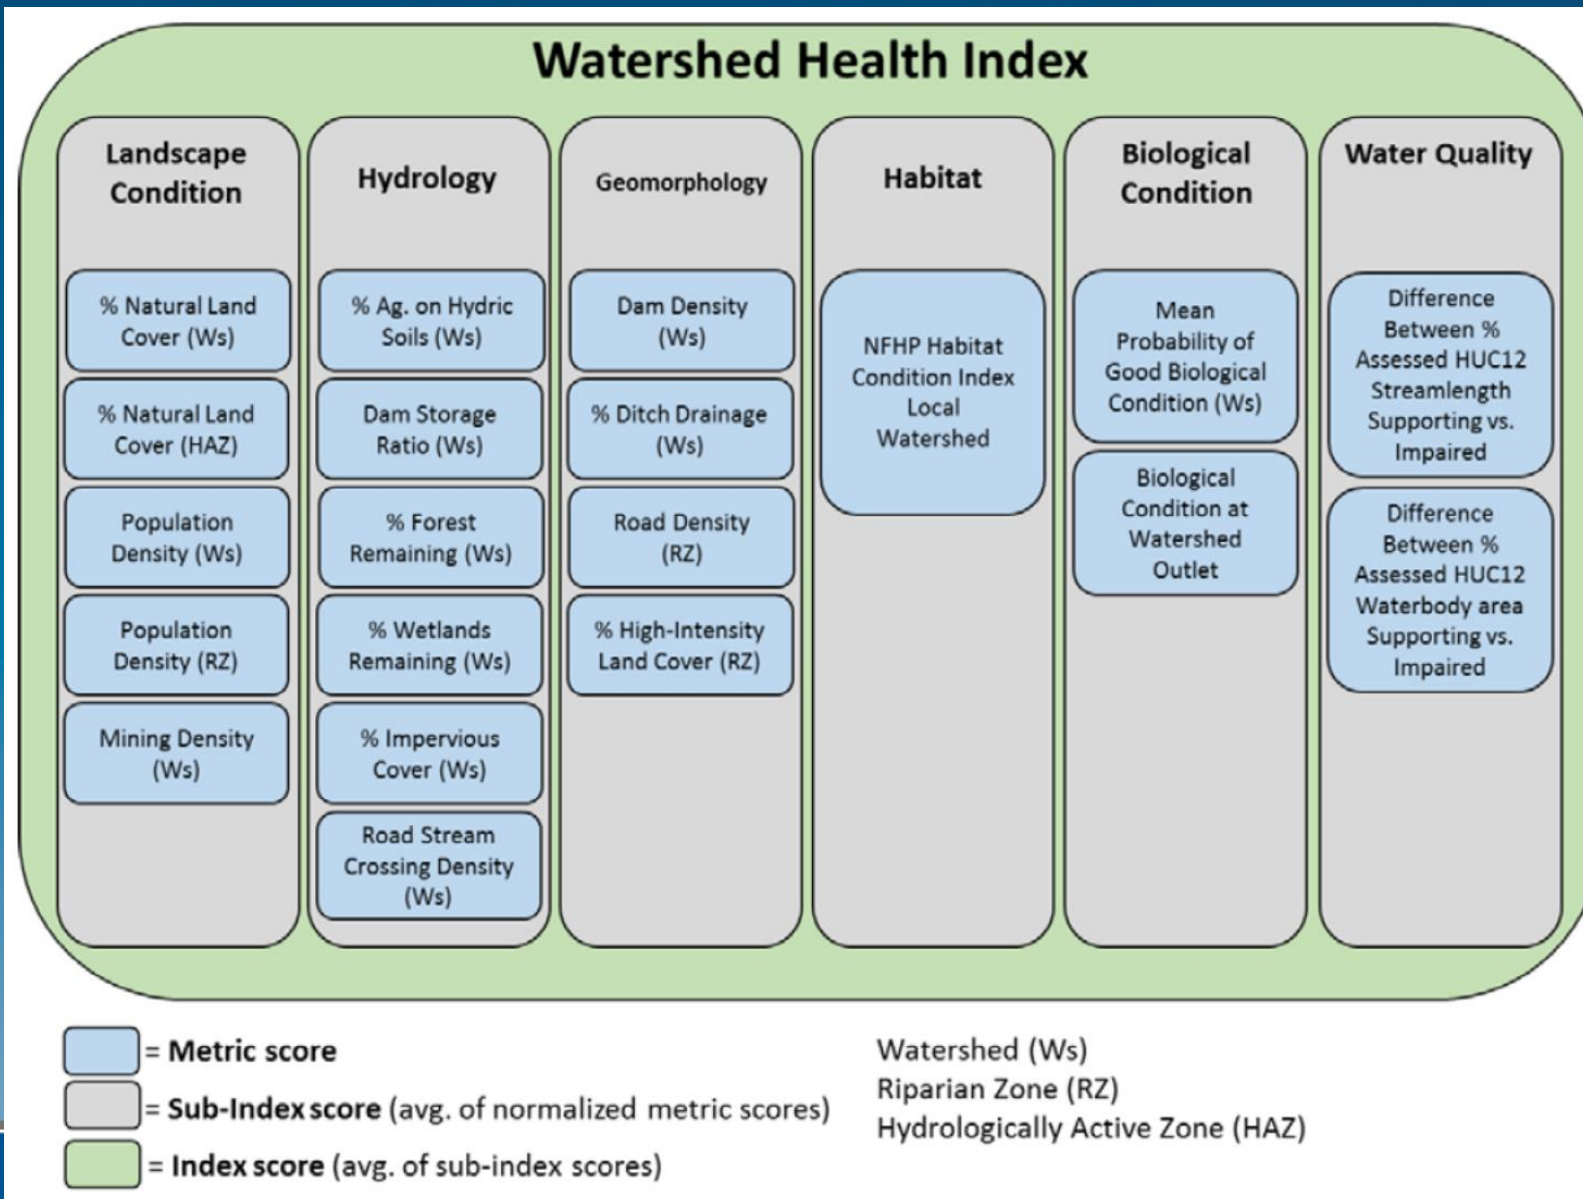 Watershed Health Index
Landscape
Condition
% Natural Land
Cover (Ws)
% Natural Land
Cover (HAZ)
Population
Density (Ws)
Population
Density (RZ)
Mining Density
(Ws)
Hydrology
% Ag. on Hydric
Soils (Ws)
Dam Storage
Ratio (Ws)
% Forest
Remaining (Ws)
% Wetlands
Remaining (Ws)
% Impervious
Cover (Ws)
Road Stream
Crossing Density
(Ws)
Geomorphology
Dam Density
(Ws)
% Ditch Drainage
(Ws)
Road Density
(RZ)
% High-Intensity
Land Cover (RZ)
Habitat
NFHP Habitat
Condition Index
Local
Watershed
Biological
Condition
Mean
Probability of
Good Biological
Condition (Ws)
Biological
Condition at
Watershed
Outlet
Water Quality
Difference
Between %
Assessed HUC12
Streamlength
Supporting vs.
Impaired
Difference
Between %
Assessed HUC12
Waterbody area
Supporting vs.
Impaired
= Metric score
= Sub-Index score (avg. of normalized metric scores)
= Index score (avg. of sub-index scores)
Watershed (Ws)
Riparian Zone (RZ)
Hydrologically Active Zone (HAZ)